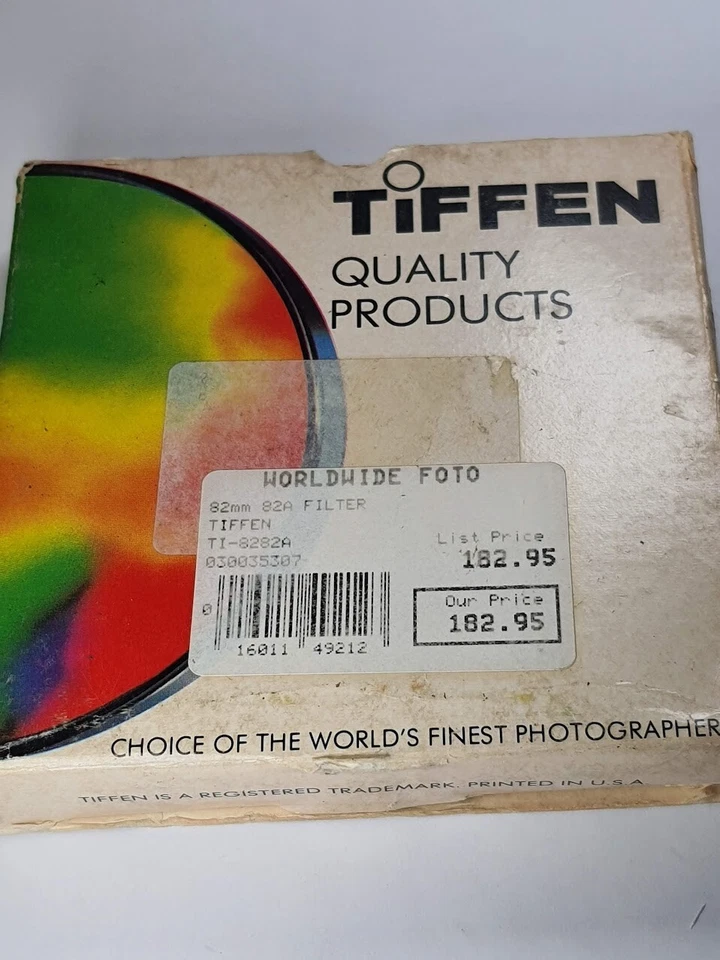 TiFFEN
QUALITY
PRODUCTS
WORLDWIDE FOTO
82mm 82A FILTER
TIFFEN
TI-8282A
030035307
List Price
182.95
Our Price
182.95
0 16011 49212
CHOICE OF THE WORLD'S FINEST PHOTOGRAPHER
TIFFEN IS A REGISTERED TRADEMARK. PRINTED IN U.S.A.